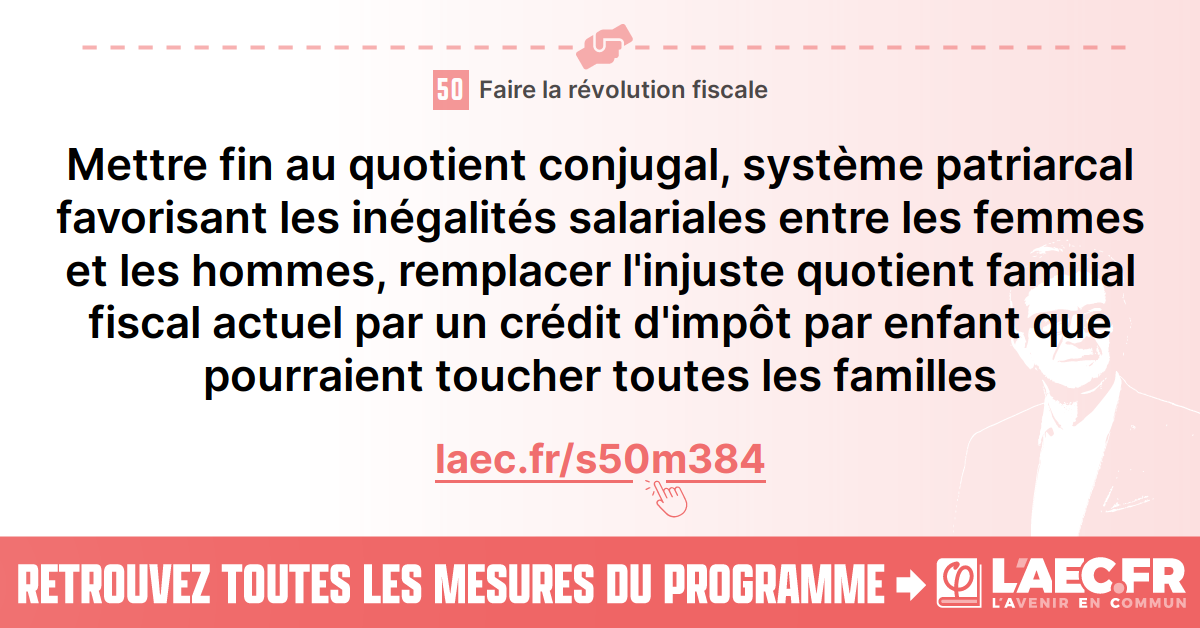 50 Faire la révolution fiscale
Mettre fin au quotient conjugal, système patriarcal
favorisant les inégalités salariales entre les femmes
et les hommes, remplacer l'injuste quotient familial
fiscal actuel par un crédit d'impôt par enfant que
pourraient toucher toutes les familles
laec.fr/s50m384
RETROUVEZ TOUTES LES MESURES DU PROGRAMME
L'AEC.FR
L'AVENIR EN COMMUN